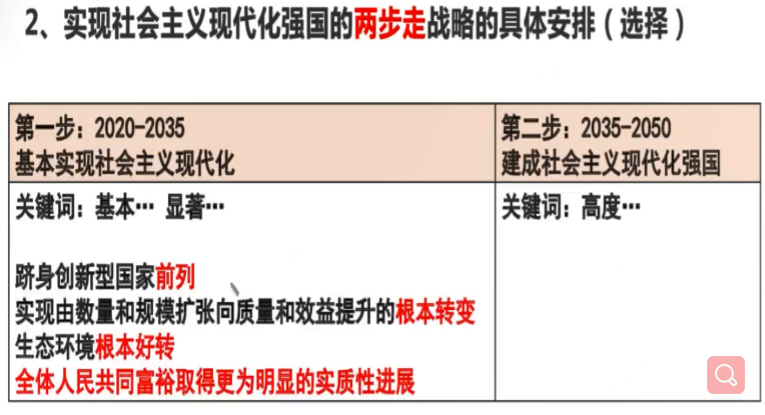 2、实现社会主义现代化强国的两步走战略的具体安排（选择）
第一步：2020-2035
基本实现社会主义现代化
第二步：2035-2050
建成社会主义现代化强国
关键词：基本… 显著…
跻身创新型国家前列
实现由数量和规模扩张向质量和效益提升的根本转变
生态环境根本好转
全体人民共同富裕取得更为明显的实质性进展
关键词：高度…